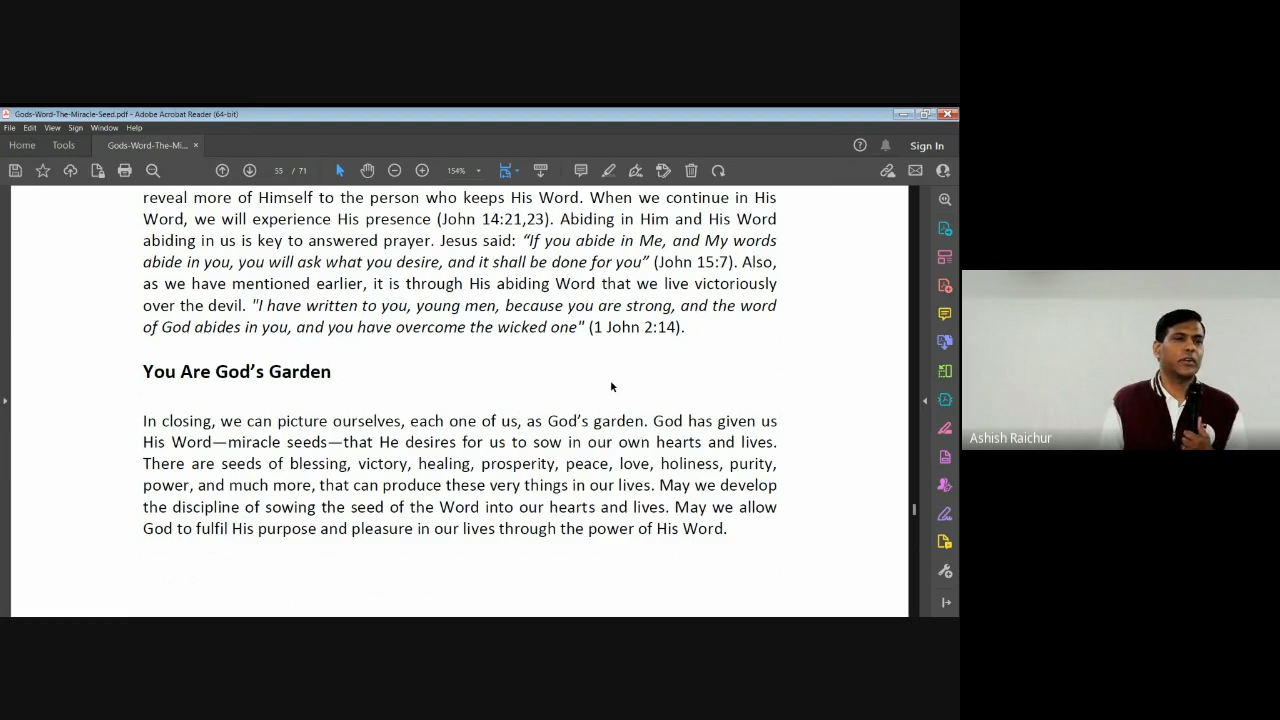 Gods-Word-The-Miracle-Seed.pdf - Adobe Acrobat Reader (64-bit)
File Edit View Sign Window Help
Home Tools Gods-Word-The-Mi... × Sign In
55 / 71 154%
reveal more of Himself to the person who keeps His Word. When we continue in His
Word, we will experience His presence (John 14:21,23). Abiding in Him and His Word
abiding in us is key to answered prayer. Jesus said: “If you abide in Me, and My words
abide in you, you will ask what you desire, and it shall be done for you” (John 15:7). Also,
as we have mentioned earlier, it is through His abiding Word that we live victoriously
over the devil. "I have written to you, young men, because you are strong, and the word
of God abides in you, and you have overcome the wicked one" (1 John 2:14).
You Are God’s Garden
In closing, we can picture ourselves, each one of us, as God’s garden. God has given us
His Word—miracle seeds—that He desires for us to sow in our own hearts and lives.
There are seeds of blessing, victory, healing, prosperity, peace, love, holiness, purity,
power, and much more, that can produce these very things in our lives. May we develop
the discipline of sowing the seed of the Word into our hearts and lives. May we allow
God to fulfil His purpose and pleasure in our lives through the power of His Word.
Ashish Raichur